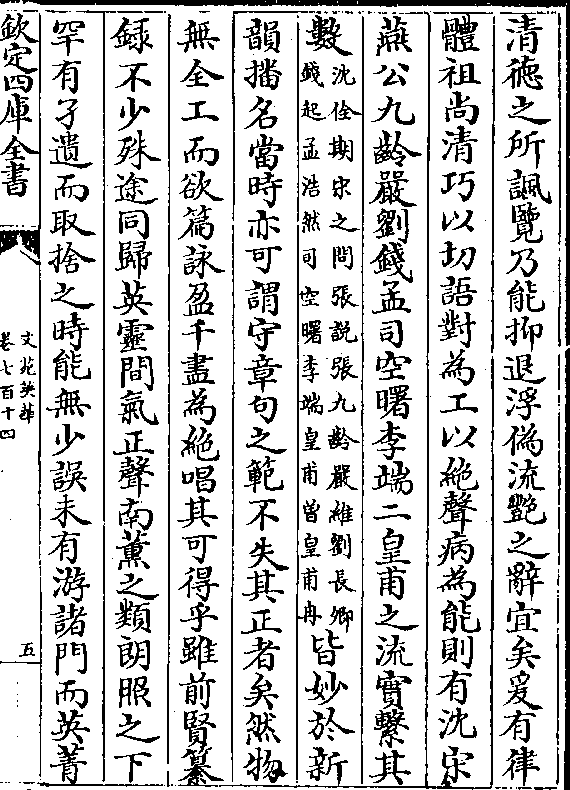 清徳之所諷覽乃能抑退浮偽流豔之辭宜矣爰有律
體祖尚清巧以切語對為工以絶聲病為能則有沈宋
燕公九齡嚴劉錢孟司空曙李端二皇甫之流實繫其
數沈佺期宋之問張説張九齡嚴維劉長卿
錢起孟浩然司空曙李端皇甫曾皇甫冉皆妙於新
韻播名當時亦可謂守章句之範不失其正者矣然物
無全工而欲篇詠盈千盡為絶唱其可得乎雖前賢纂
録不少殊途同歸英靈間氣正聲南薫之類朗照之下
罕有孑遺而取捨之時能無少誤未有游諸門而英菁
欽定四庫全書
文苑英華
卷七百十四
五